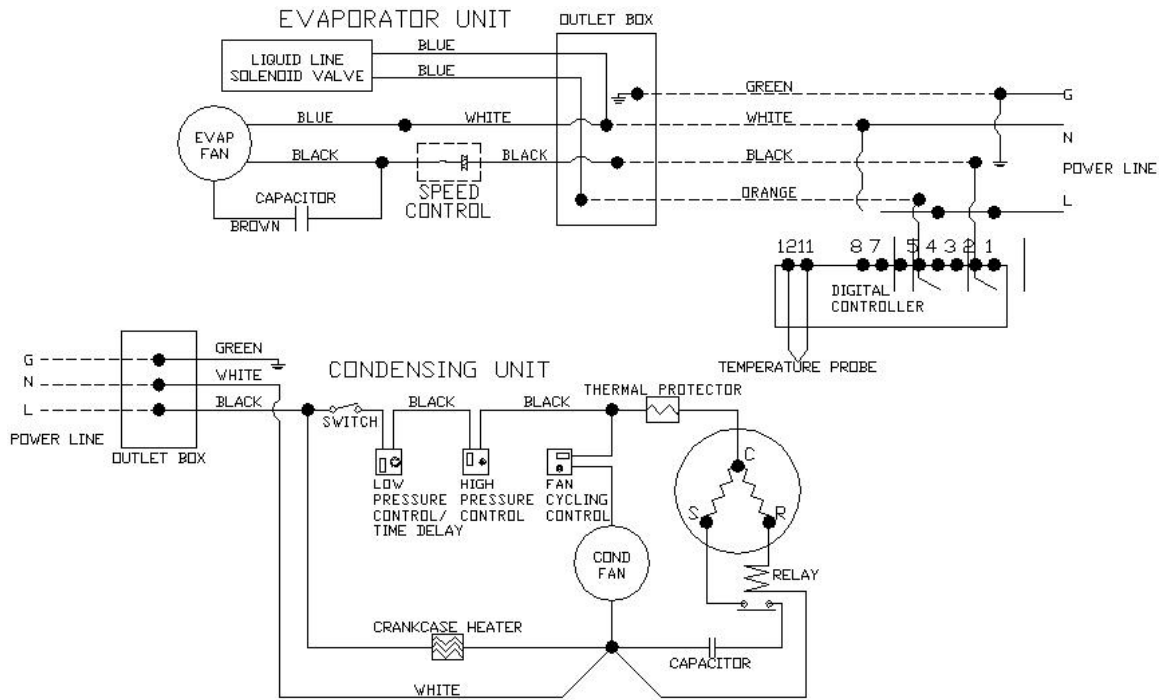 EVAPORATOR UNIT
OUTLET BOX
BLUE
LIQUID LINE
SOLENOID VALVE
BLUE
GREEN
G
BLUE
WHITE
WHITE
N
EVAP
FAN
BLACK
BLACK
BLACK
POWER LINE
SPEED
CONTROL
CAPACITOR
BROWN
ORANGE
L
12 11 8 7 5 4 3 2 1
DIGITAL
CONTROLLER
TEMPERATURE PROBE
G
GREEN
N
WHITE
CONDENSING UNIT
THERMAL PROTECTOR
L
BLACK
SWITCH
BLACK
BLACK
POWER LINE
OUTLET BOX
C
LOW
PRESSURE
CONTROL/
TIME DELAY
HIGH
PRESSURE
CONTROL
FAN
CYCLING
CONTROL
S
R
COND
FAN
RELAY
CRANKCASE HEATER
CAPACITOR
WHITE